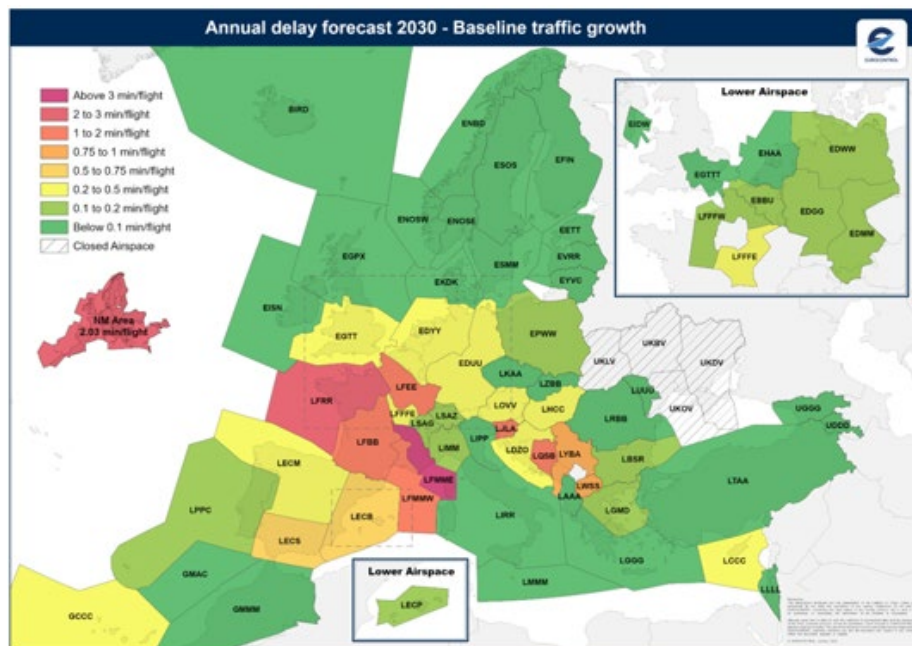 Annual delay forecast 2030 - Baseline traffic growth
EUROCONTROL
Above 3 min/flight
2 to 3 min/flight
1 to 2 min/flight
0.75 to 1 min/flight
0.5 to 0.75 min/flight
0.2 to 0.5 min/flight
0.1 to 0.2 min/flight
Below 0.1 min/flight
Closed Airspace
NM Area
2.03 min/flight
Lower Airspace
EIDW
EHAA
EDWW
EGTTT
EBBU
EDGG
LFFFW
EDMM
LFFFE
BIRD
ENBD
ESOS
EFIN
ENOSW
ENOSE
EETT
EGPX
EVRR
ESMM
EKDK
EYVC
EISN
EGTT
EDYY
EPWW
UKLV
UKBV
UKDV
EDUU
LKAA
LZBB
LUUU
UKOV
LFEE
LFRR
LFFFE
LSAG
LSAZ
LOVV
LHCC
LRBB
UGGG
UDDD
LFBB
LIMM
LIPP
LJLA
LDZO
LQSB
LYBA
LBSR
LECM
LFMME
LWSS
LTAA
LAAA
LPPC
LFMMW
LECB
LIRR
LGMD
LECS
GMAC
LGGG
LCCC
GCCC
GMMM
LMMM
LLLL
Lower Airspace
LECP